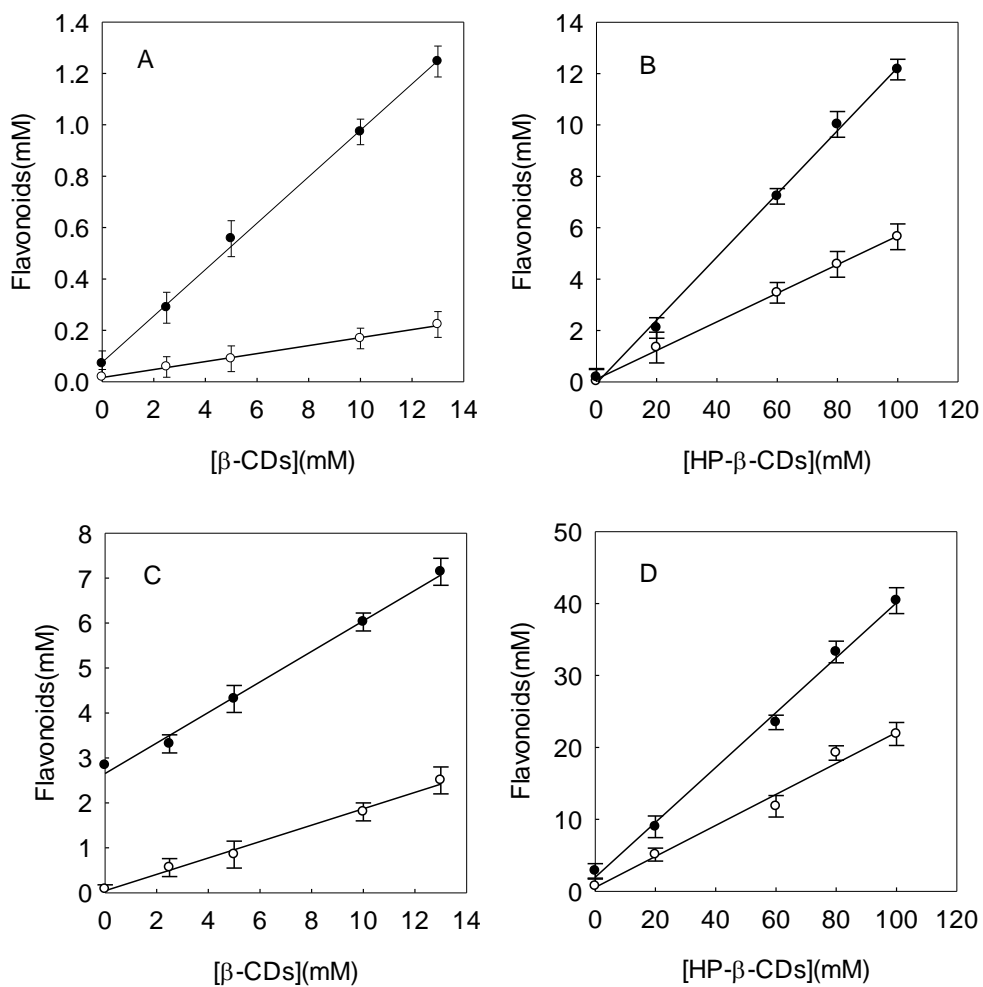 A
1.4
1.2
1.0
0.8
0.6
0.4
0.2
0.0
Flavonoids(mM)
0 2 4 6 8 10 12 14
[β-CDs](mM)
B
14
12
10
8
6
4
2
0
Flavonoids(mM)
0 20 40 60 80 100 120
[HP-β-CDs](mM)
C
8
7
6
5
4
3
2
1
0
Flavonoids(mM)
0 2 4 6 8 10 12 14
[β-CDs](mM)
D
50
40
30
20
10
0
Flavonoids(mM)
0 20 40 60 80 100 120
[HP-β-CDs](mM)